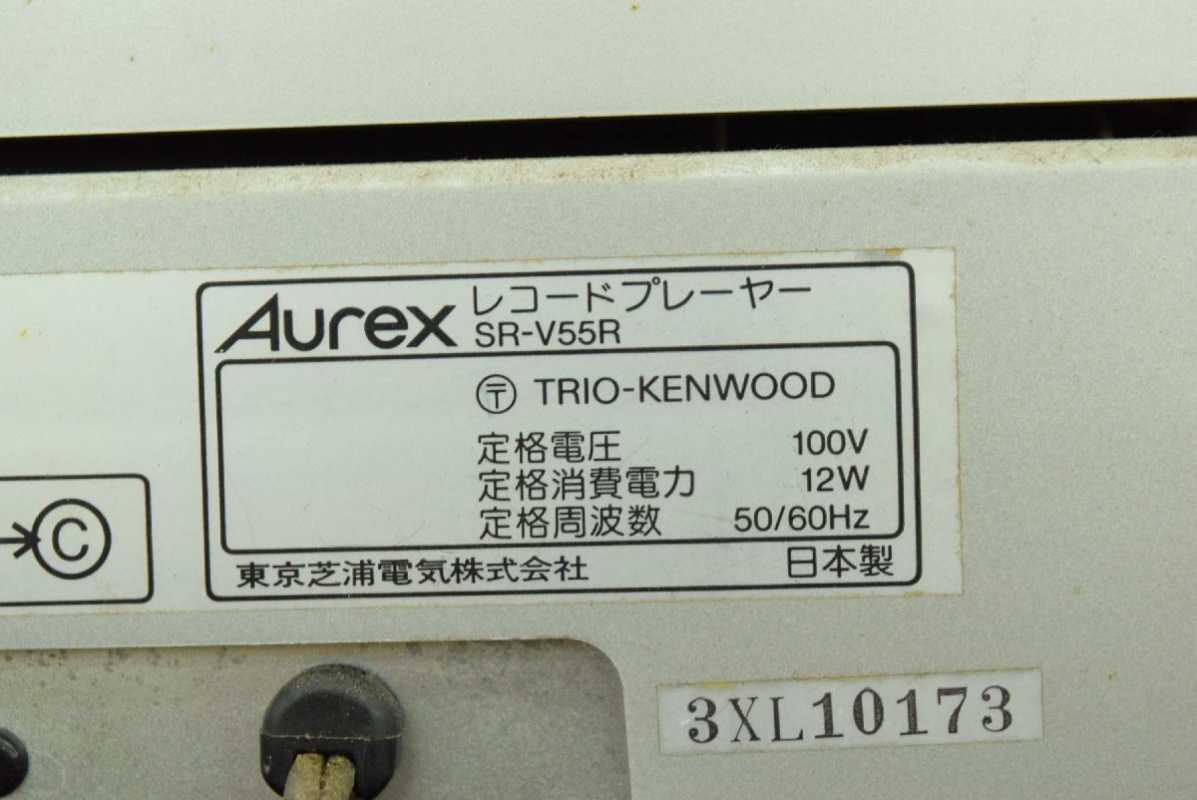 Aurex レコードプレーヤー
SR-V55R
〒 TRIO-KENWOOD
定格電圧 100V
定格消費電力 12W
定格周波数 50/60Hz
東京芝浦電気株式会社 日本製
C
3XL10173